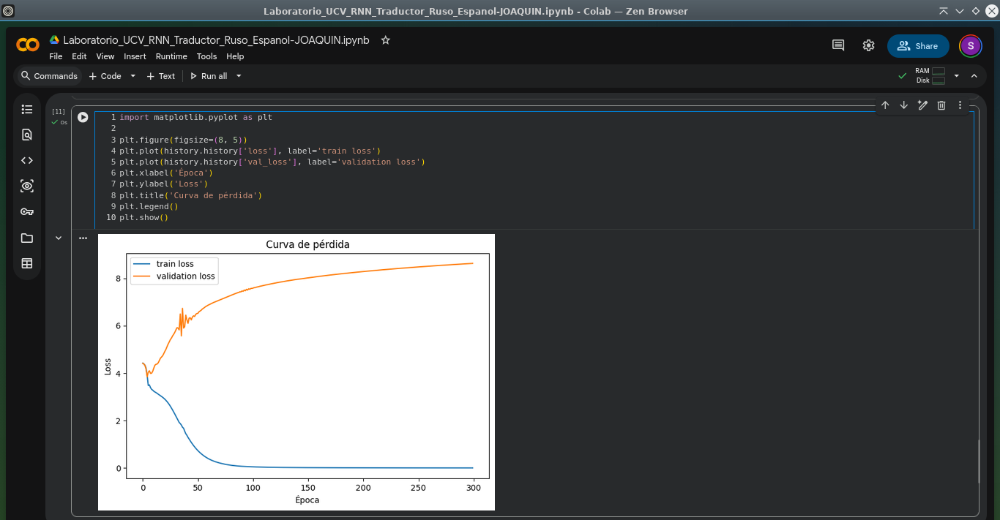 Laboratorio_UCV_RNN_Traductor_Ruso_Espanol-JOAQUIN.ipynb - Colab — Zen Browser
Laboratorio_UCV_RNN_Traductor_Ruso_Espanol-JOAQUIN.ipynb
File Edit View Insert Runtime Tools Help
Share
S
Commands + Code + Text Run all
RAM
Disk
[11]
0s
1 import matplotlib.pyplot as plt
2
3 plt.figure(figsize=(8, 5))
4 plt.plot(history.history['loss'], label='train loss')
5 plt.plot(history.history['val_loss'], label='validation loss')
6 plt.xlabel('Época')
7 plt.ylabel('Loss')
8 plt.title('Curva de pérdida')
9 plt.legend()
10 plt.show()
Curva de pérdida
train loss
validation loss
8
6
4
2
0
Loss
0 50 100 150 200 250 300
Época